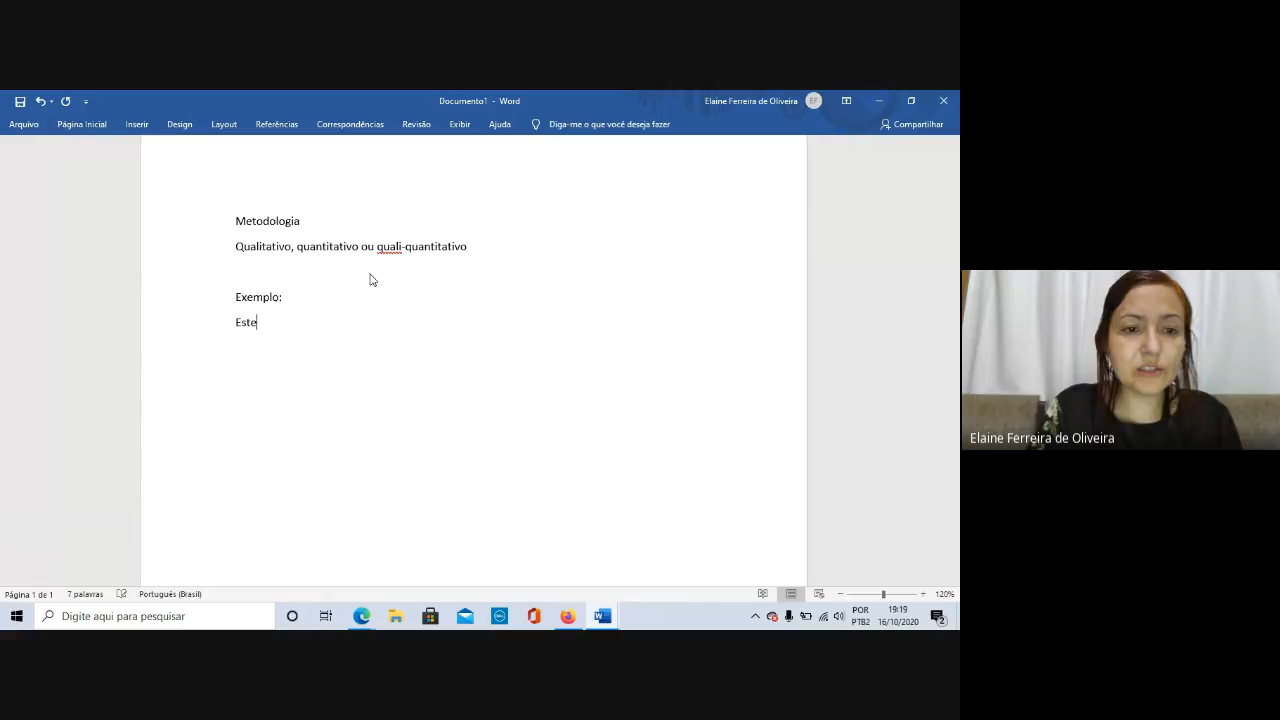 Documento1 - Word
Elaine Ferreira de Oliveira
EF
Arquivo
Página Inicial
Inserir
Design
Layout
Referências
Correspondências
Revisão
Exibir
Ajuda
Diga-me o que você deseja fazer
Compartilhar
Metodologia
Qualitativo, quantitativo ou quali-quantitativo
Exemplo:
Este
Elaine Ferreira de Oliveira
Página 1 de 1
7 palavras
Português (Brasil)
120%
Digite aqui para pesquisar
POR
PTB2
19:19
16/10/2020
2